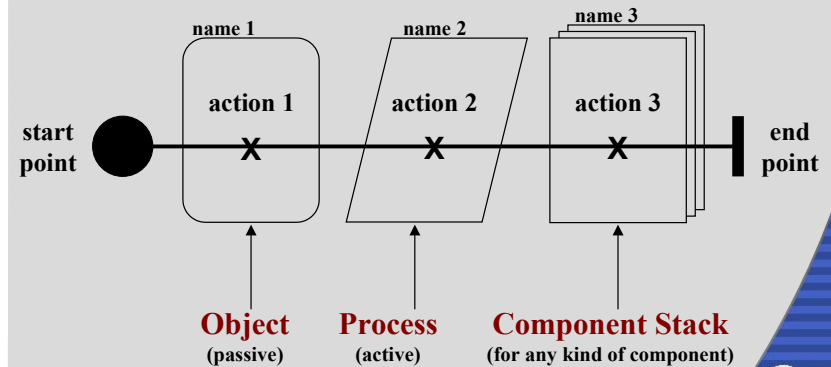 name 1
name 2
name 3
action 1
action 2
action 3
start
point
X
X
X
end
point
Object
(passive)
Process
(active)
Component Stack
(for any kind of component)